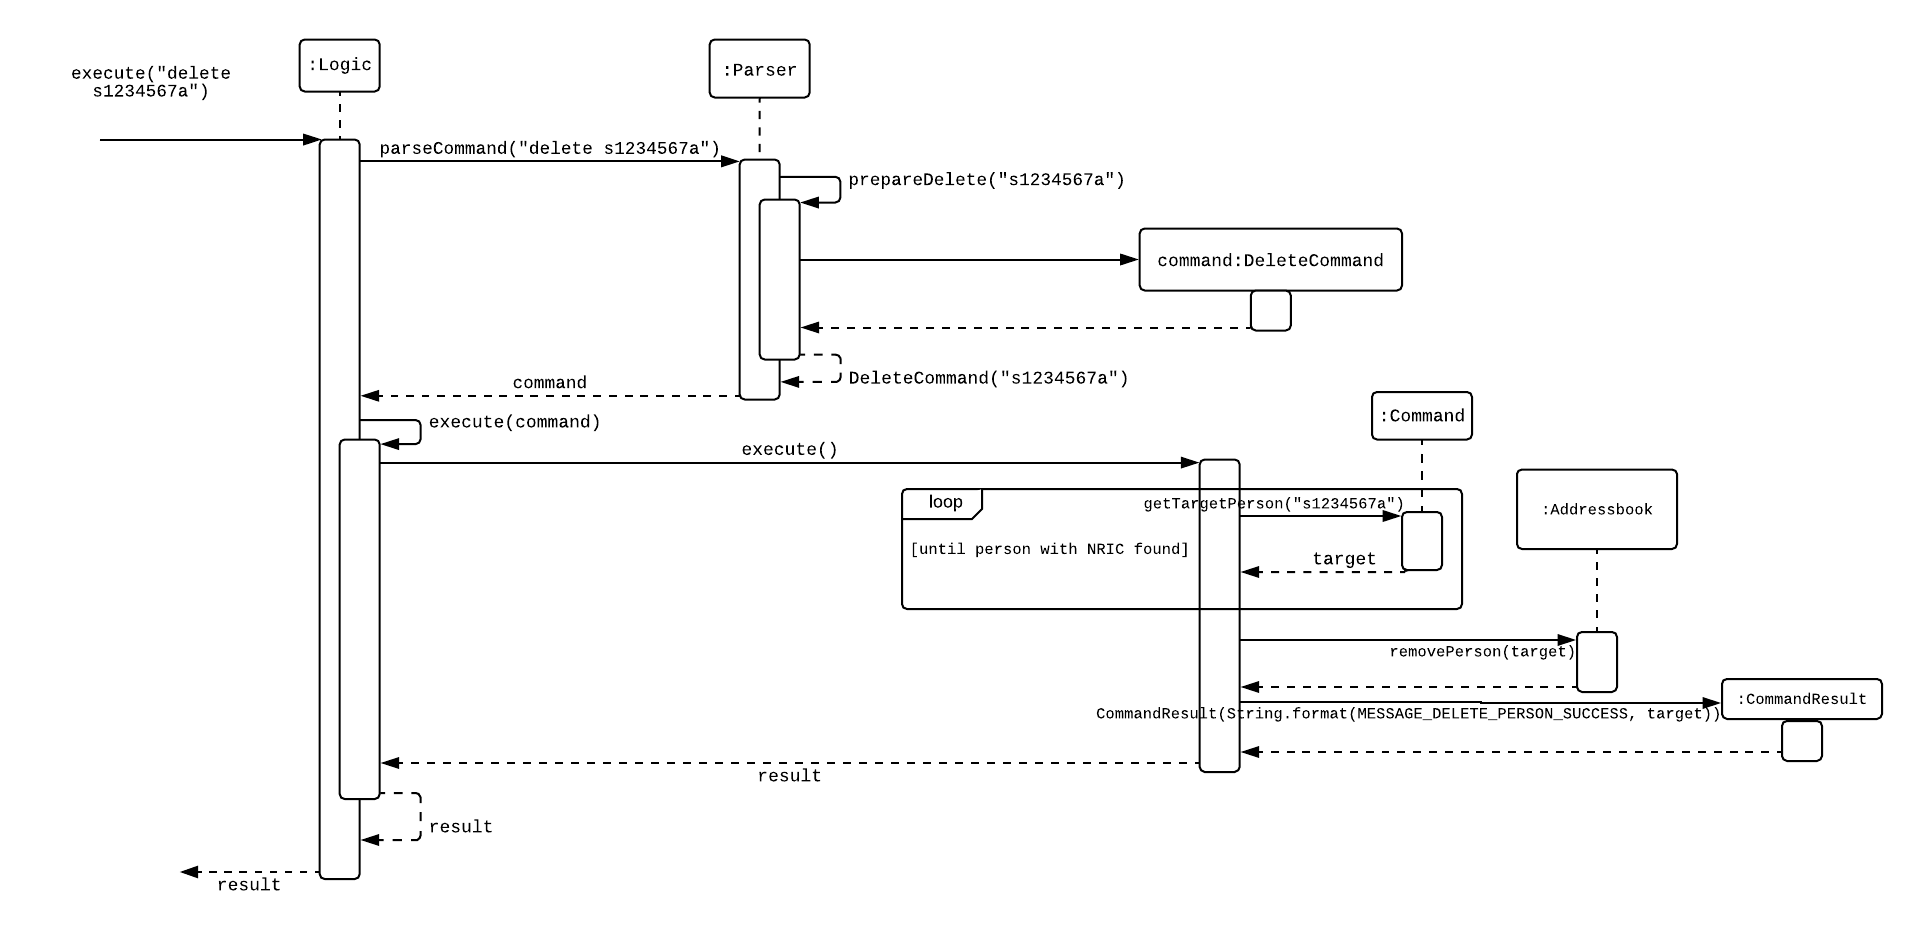 :Logic
:Parser
execute("delete
s1234567a")
parseCommand("delete s1234567a")
prepareDelete("s1234567a")
command:DeleteCommand
DeleteCommand("s1234567a")
command
execute(command)
:Command
execute()
loop
getTargetPerson("s1234567a")
:Addressbook
[until person with NRIC found]
target
removePerson(target)
:CommandResult
CommandResult(String.format(MESSAGE_DELETE_PERSON_SUCCESS, target))
result
result
result